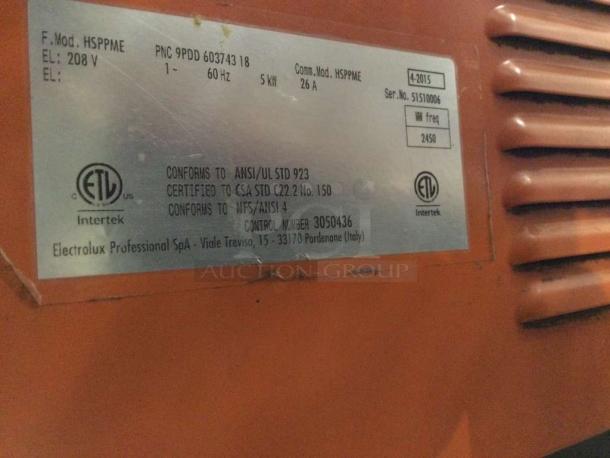 F.Mod. HSPPME PNC 9PDD 603743 18 Comm.Mod. HSPPME 4-2015
EL: 208 V 1~ 60 Hz 5 kW 26 A Ser.No. 51510006
EL:
MW freq
2450
CONFORMS TO ANSI/UL STD 923
CERTIFIED TO CSA STD C22.2 No. 150
CONFORMS TO NFS/ANSI 4
CONTROL NUMBER 3050436
C ETL US
Intertek
ETL
Intertek
Electrolux Professional SpA - Viale Treviso, 15 - 33170 Pordenone (Italy)
AUCTION GROUP